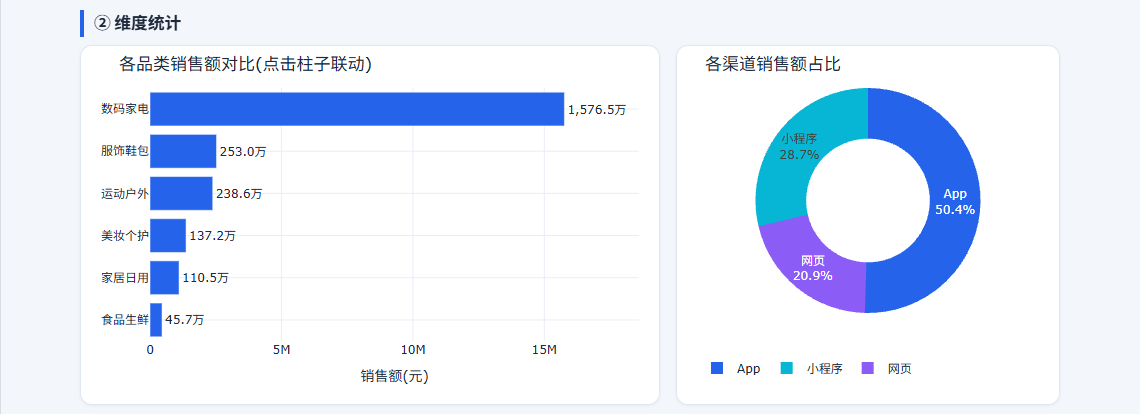 ② 维度统计
各品类销售额对比(点击柱子联动)
数码家电 1,576.5万
服饰鞋包 253.0万
运动户外 238.6万
美妆个护 137.2万
家居日用 110.5万
食品生鲜 45.7万
0 5M 10M 15M
销售额(元)
各渠道销售额占比
小程序
28.7%
App
50.4%
网页
20.9%
App 小程序 网页